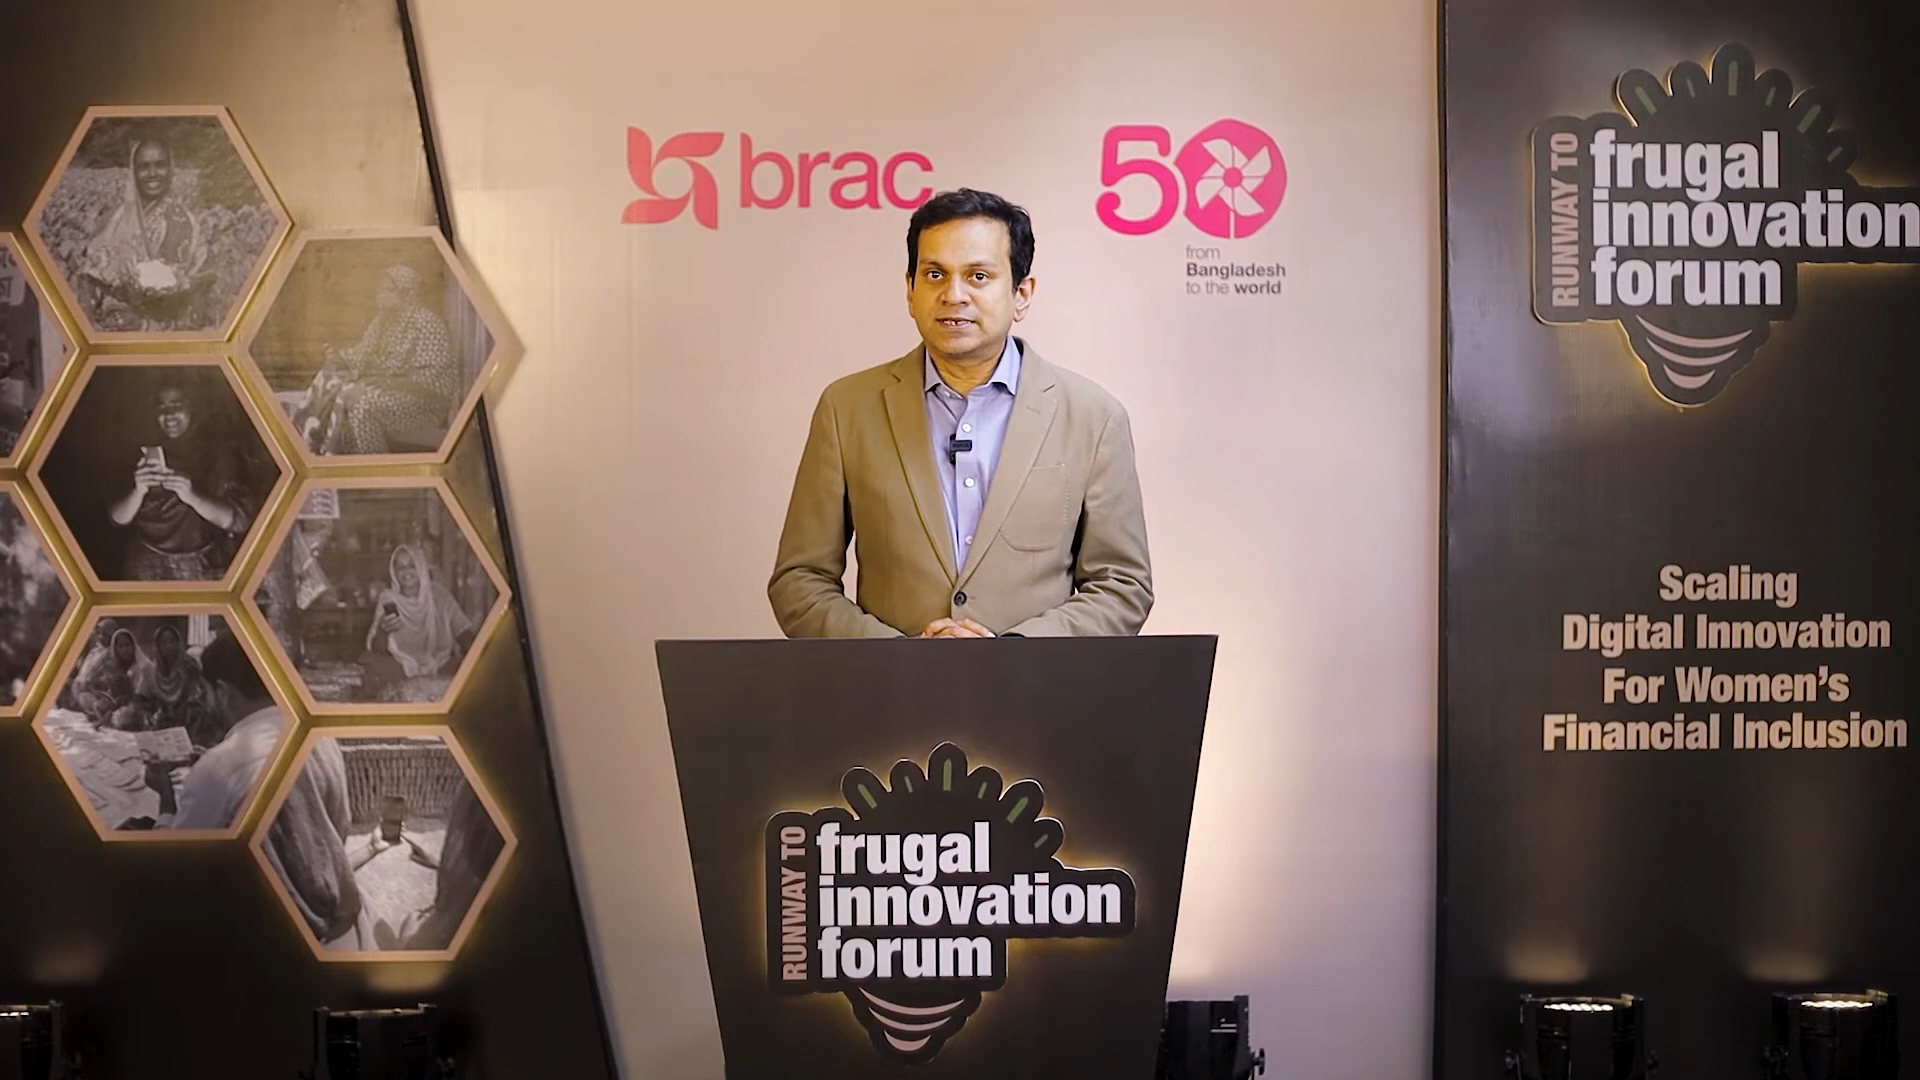 brac
50
from
Bangladesh
to the world
RUNWAY TO
frugal
innovation
forum
Scaling
Digital Innovation
For Women's
Financial Inclusion
RUNWAY TO
frugal
innovation
forum